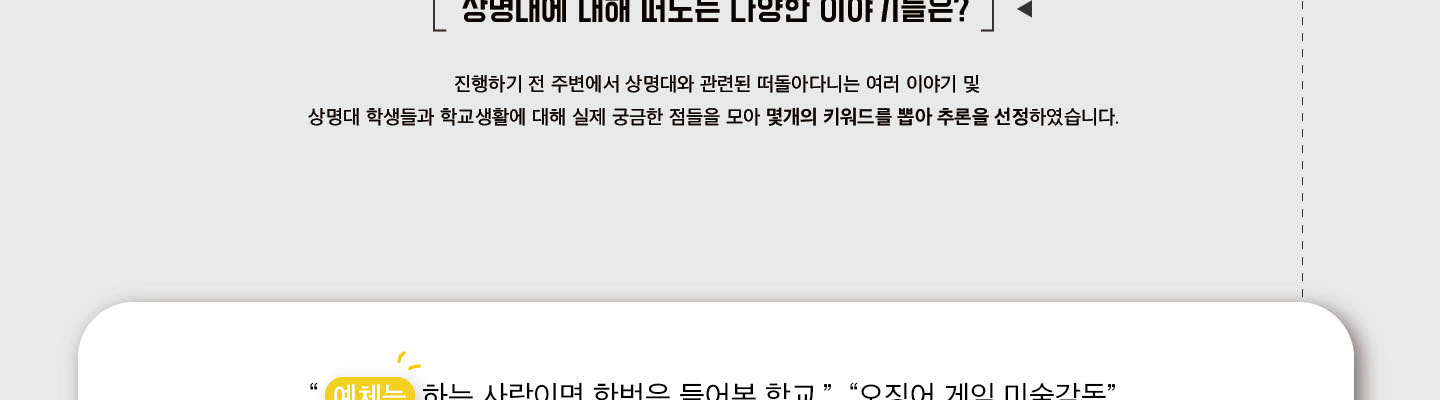 상명대에 대해 떠도는 다양한 이야기들은?
진행하기 전 주변에서 상명대와 관련된 떠돌아다니는 여러 이야기 및
상명대 학생들과 학교생활에 대해 실제 궁금한 점들을 모아 몇개의 키워드를 뽑아 추론을 선정하였습니다.
“ 예체능 하는 사람이면 한번은 들어본 학교 ” “오징어 게임 미술감독”